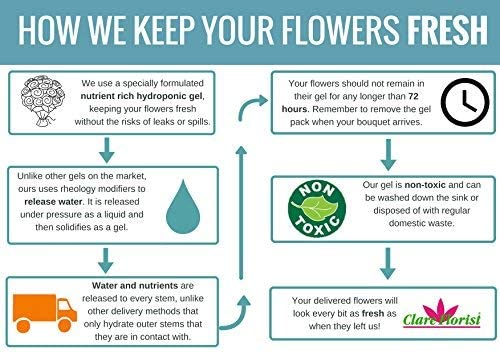 HOW WE KEEP YOUR FLOWERS FRESH
We use a specially formulated
nutrient rich hydroponic gel,
keeping your flowers fresh
without the risks of leaks or spills.
Unlike other gels on the market,
ours uses rheology modifiers to
release water. It is released
under pressure as a liquid and
then solidifies as a gel.
Water and nutrients are
released to every stem, unlike
other delivery methods that
only hydrate outer stems that
they are in contact with.
Your flowers should not remain in
their gel for any longer than 72
hours. Remember to remove the gel
pack when your bouquet arrives.
NON
TOXIC
Our gel is non-toxic and can
be washed down the sink or
disposed of with regular
domestic waste.
Your delivered flowers will
look every bit as fresh as
when they left us!
Clare Florist